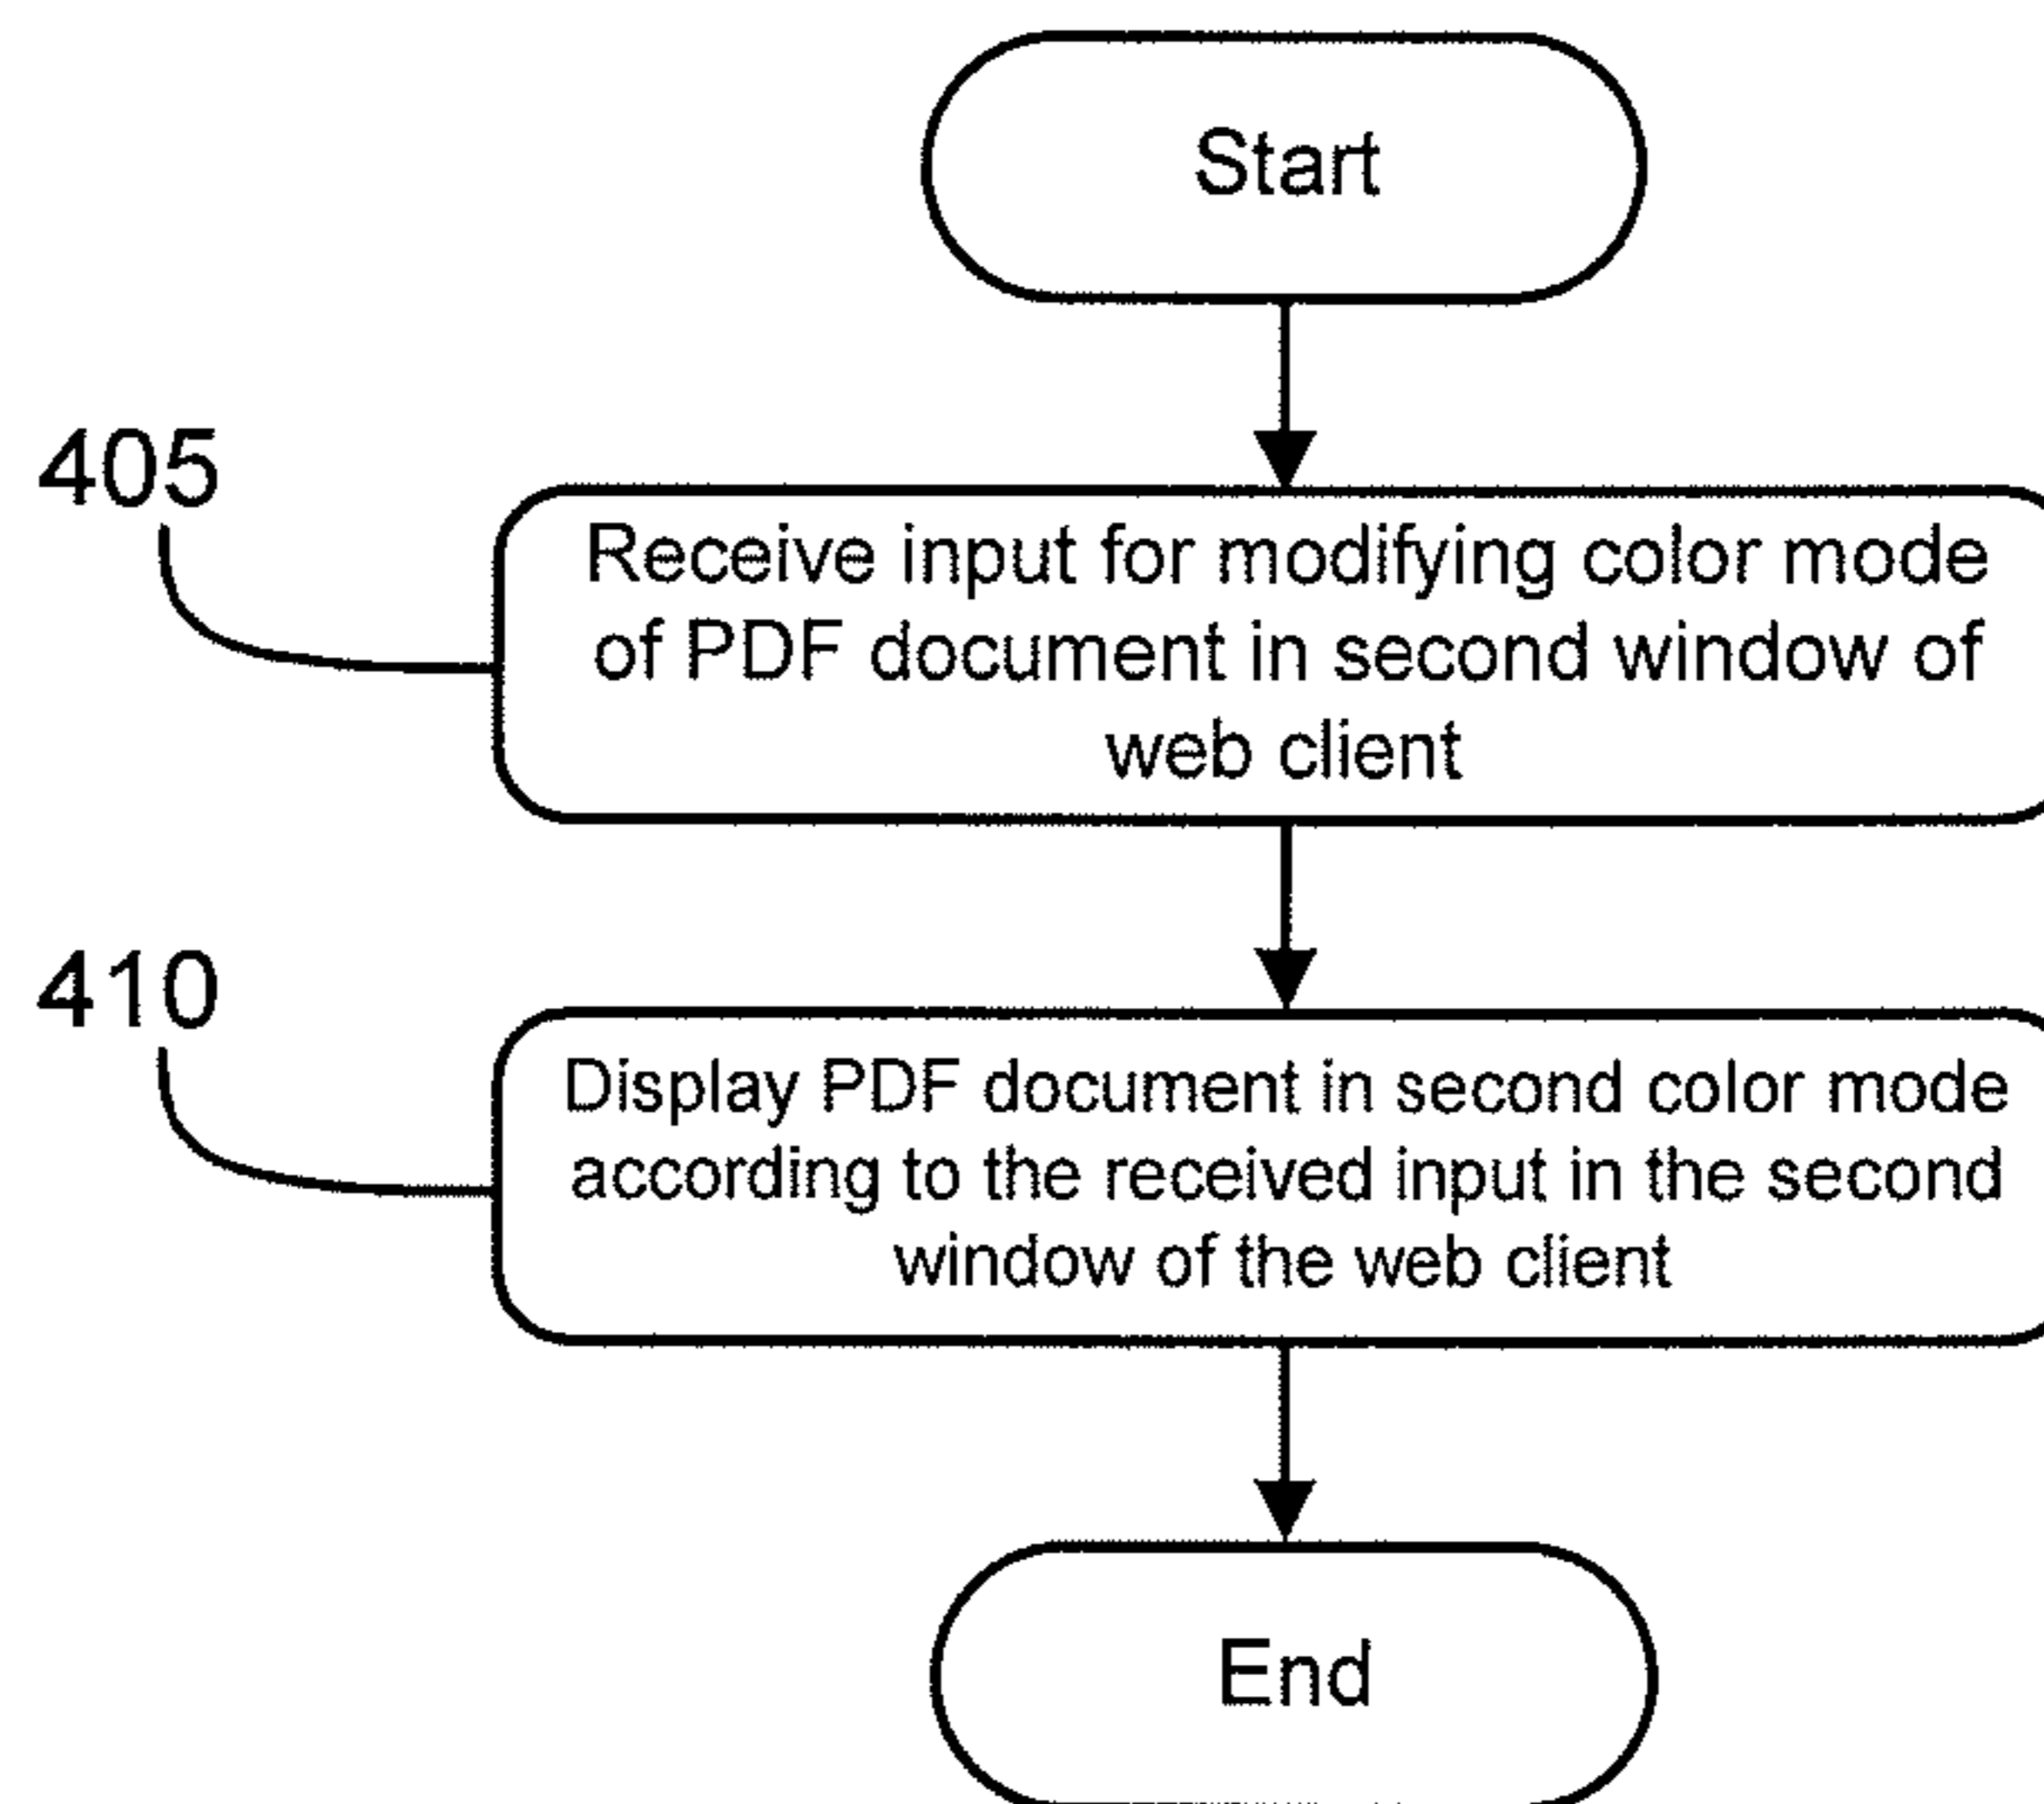 Start
405
Receive input for modifying color mode
of PDF document in second window of
web client
410
Display PDF document in second color mode
according to the received input in the second
window of the web client
End